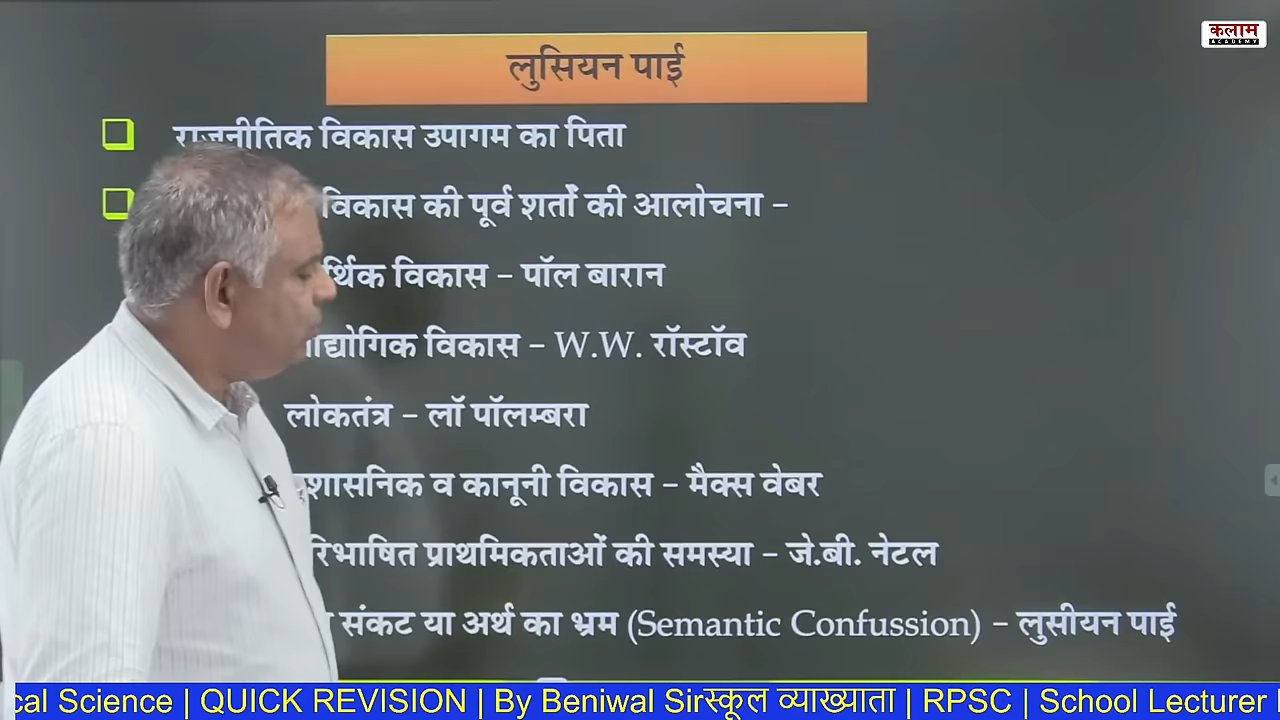 कलाम
ACADEMY
लुसियन पाई
राजनीतिक विकास उपागम का पिता
विकास की पूर्व शर्तों की आलोचना –
विकास – पॉल बारान
विकास – W.W. रॉस्टॉव
लोकतंत्र – लॉ पॉलम्बरा
व कानूनी विकास – मैक्स वेबर
प्राथमिकताओं की समस्या – जे.बी. नेटल
संकट या अर्थ का भ्रम (Semantic Confussion) – लुसीयन पाई
cal Science | QUICK REVISION | By Beniwal Sirस्कूल व्याख्याता | RPSC | School Lecturer